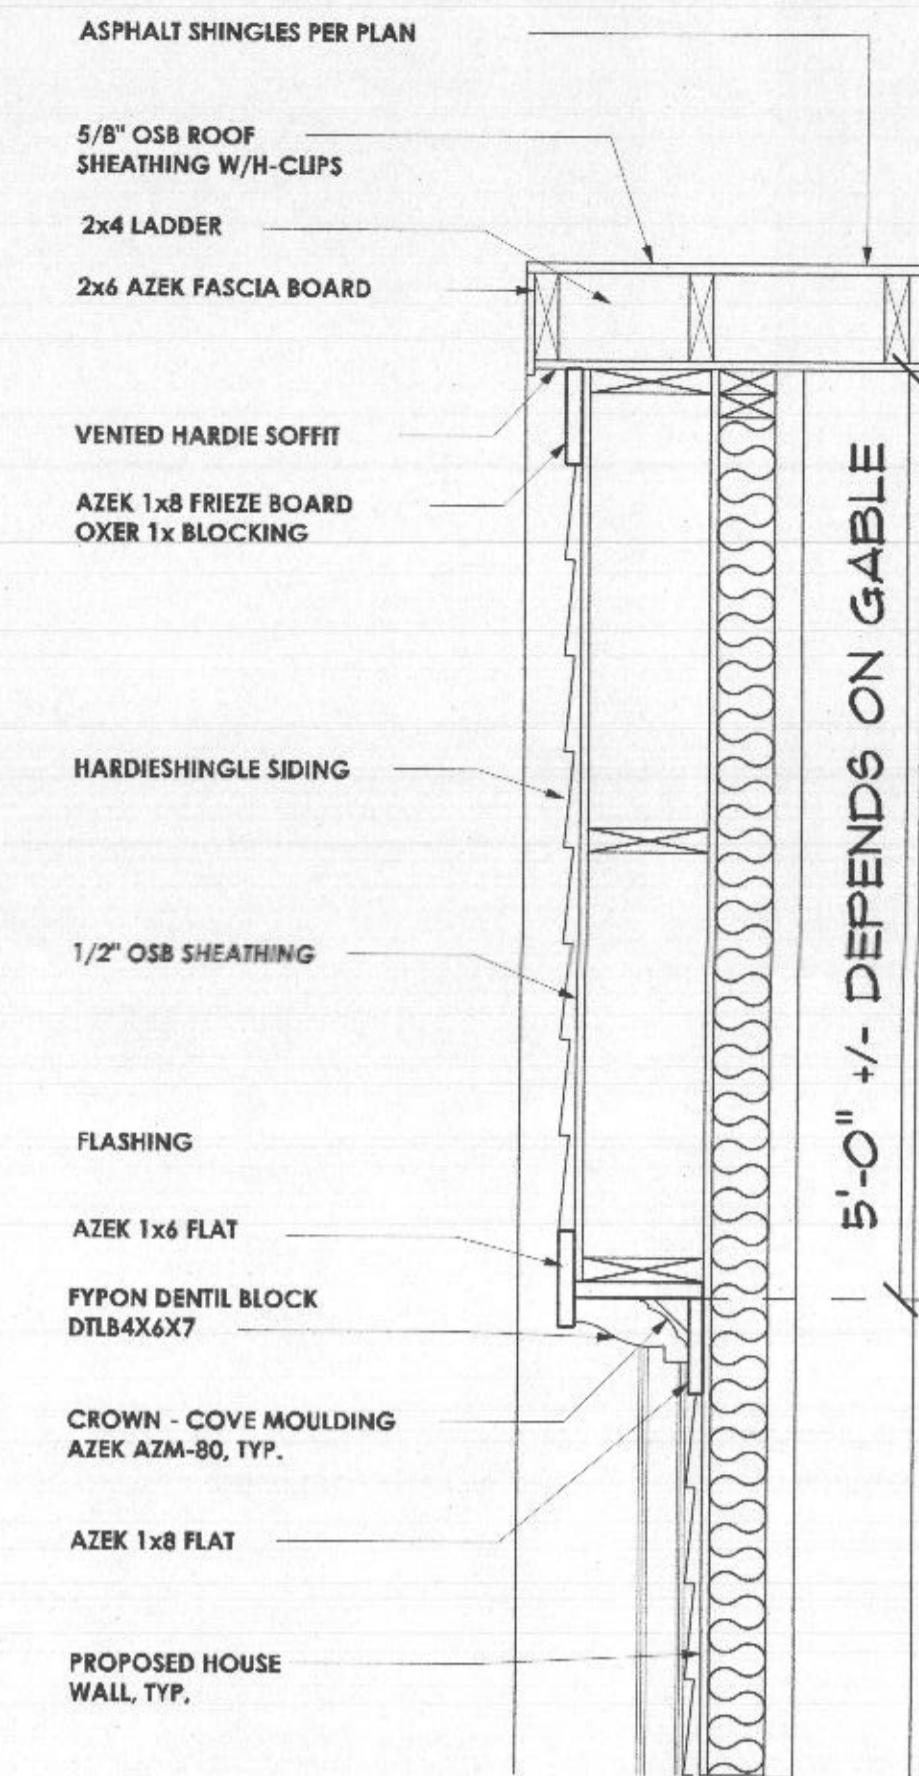 ASPHALT SHINGLES PER PLAN
5/8" OSB ROOF
SHEATHING W/H-CLIPS
2x4 LADDER
2x6 AZEK FASCIA BOARD
VENTED HARDIE SOFFIT
AZEK 1x8 FRIEZE BOARD
OXER 1x BLOCKING
HARDIESHINGLE SIDING
1/2" OSB SHEATHING
FLASHING
AZEK 1x6 FLAT
FYPON DENTIL BLOCK
DTLB4X6X7
CROWN - COVE MOULDING
AZEK AZM-80, TYP.
AZEK 1x8 FLAT
PROPOSED HOUSE
WALL, TYP.
5'-0" +/- DEPENDS ON GABLE